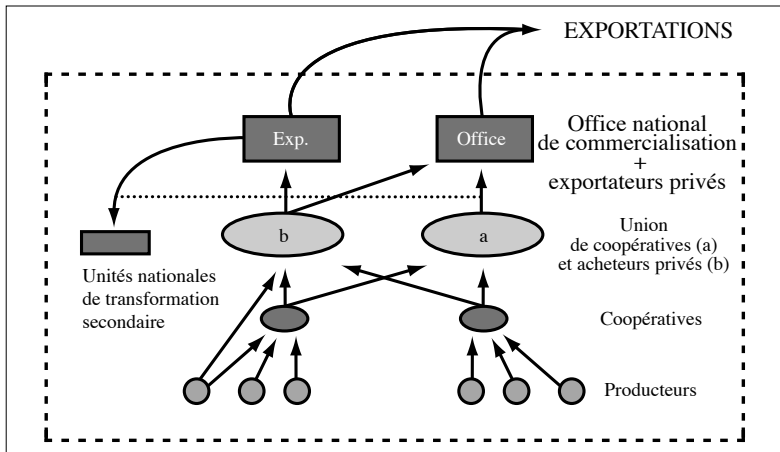 EXPORTATIONS
Exp.
Office
Office national
de commercialisation
+
exportateurs privés
b
a
Union
de coopératives (a)
et acheteurs privés (b)
Unités nationales
de transformation
secondaire
Coopératives
Producteurs